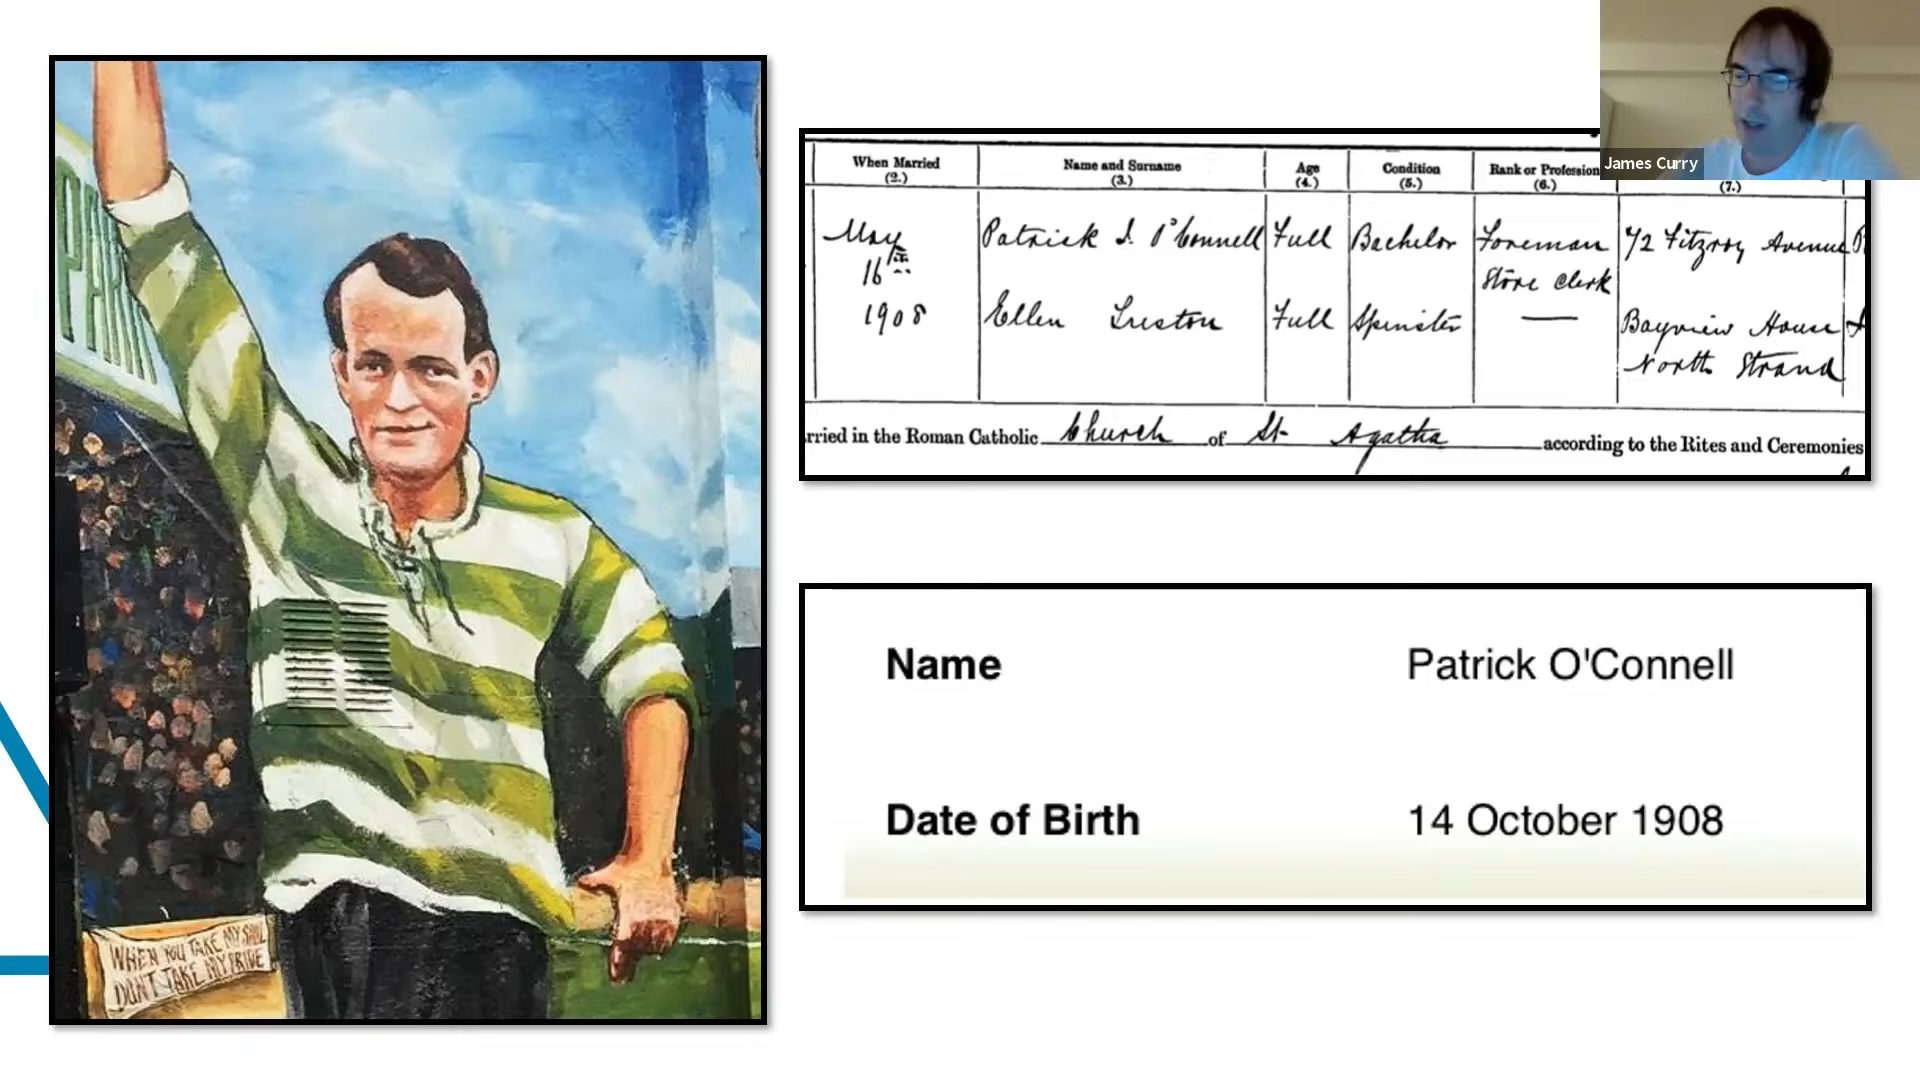 PAR
WHEN YOU TAKE MY SOUL
DON'T TAKE MY PRIDE
James Curry
When Married
(2.)
Name and Surname
(3.)
Age
(4.)
Condition
(5.)
Rank or Profession
(6.)
(7.)
May
16th
1908
Patrick J. O'Connell
Full
Bachelor
Foreman
Store Clerk
72 Fitzroy Avenue
Ellen Treston
Full
Spinster
Bayview House
North Strand
rried in the Roman Catholic Church of St. Agatha according to the Rites and Ceremonies
Name Patrick O'Connell
Date of Birth 14 October 1908